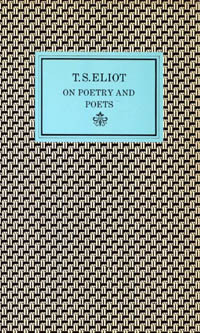 T.S. ELIOT
ON POETRY AND
POETS